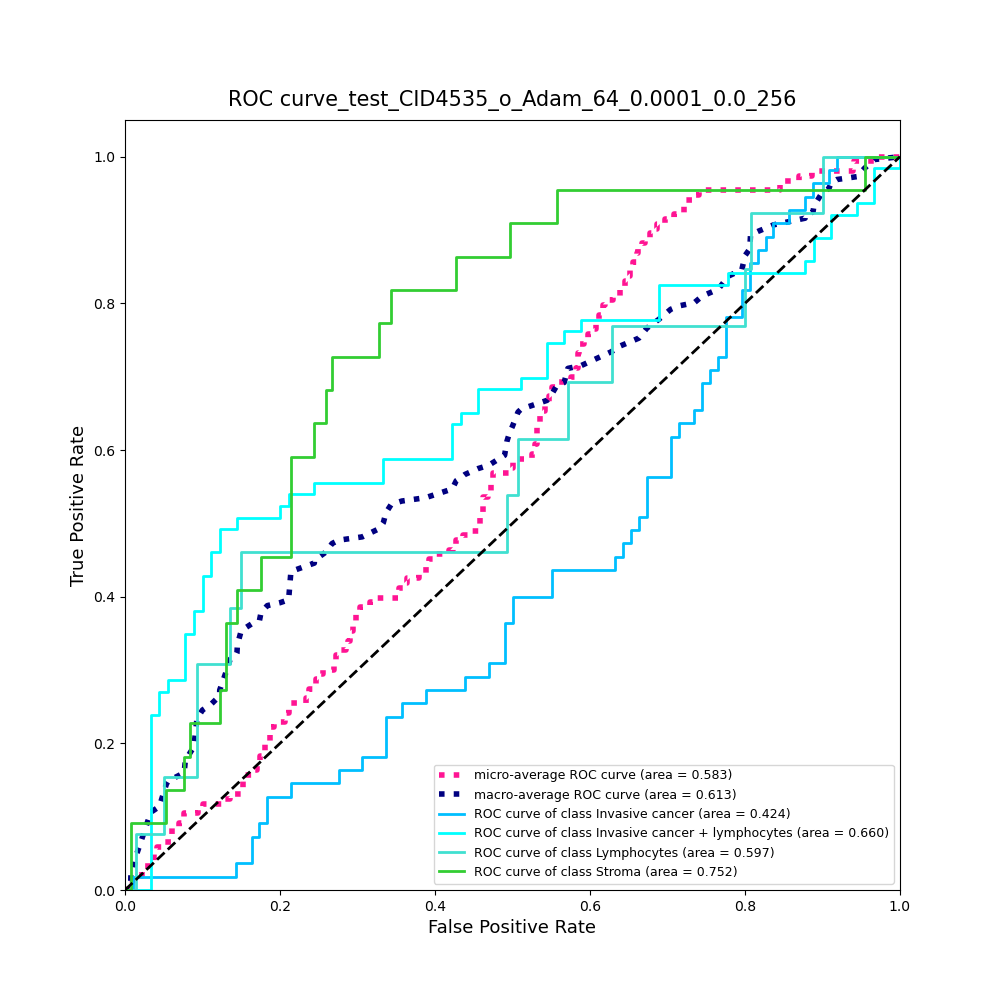 ROC curve_test_CID4535_o_Adam_64_0.0001_0.0_256
True Positive Rate
1.0
0.8
0.6
0.4
0.2
0.0
micro-average ROC curve (area = 0.583)
macro-average ROC curve (area = 0.613)
ROC curve of class Invasive cancer (area = 0.424)
ROC curve of class Invasive cancer + lymphocytes (area = 0.660)
ROC curve of class Lymphocytes (area = 0.597)
ROC curve of class Stroma (area = 0.752)
0.0 0.2 0.4 0.6 0.8 1.0
False Positive Rate